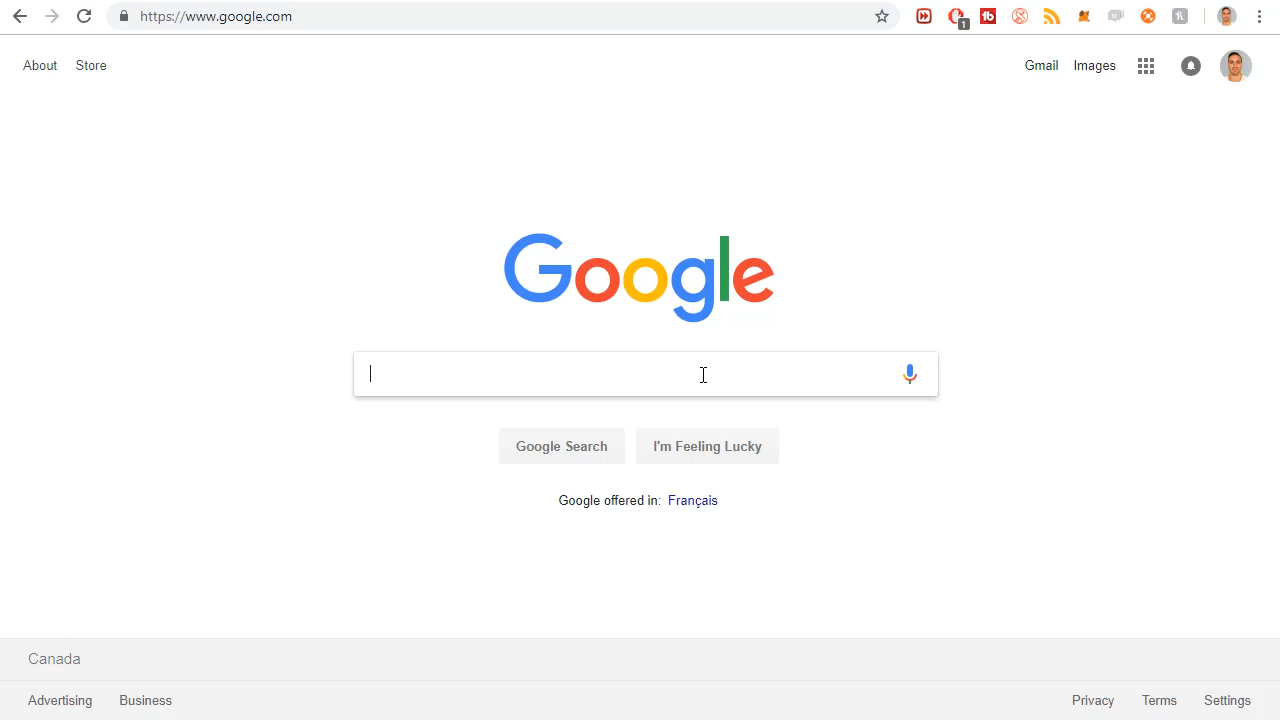 https://www.google.com
1
About Store
Gmail Images
Google
Google Search I'm Feeling Lucky
Google offered in: Français
Canada
Advertising Business
Privacy Terms Settings